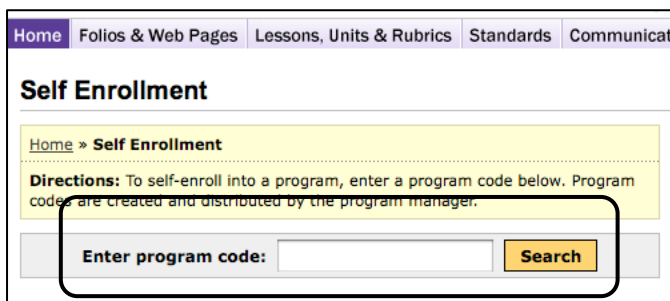 Home Folios & Web Pages Lessons, Units & Rubrics Standards Communicat
Self Enrollment
Home » Self Enrollment
Directions: To self-enroll into a program, enter a program code below. Program
codes are created and distributed by the program manager.
Enter program code: Search